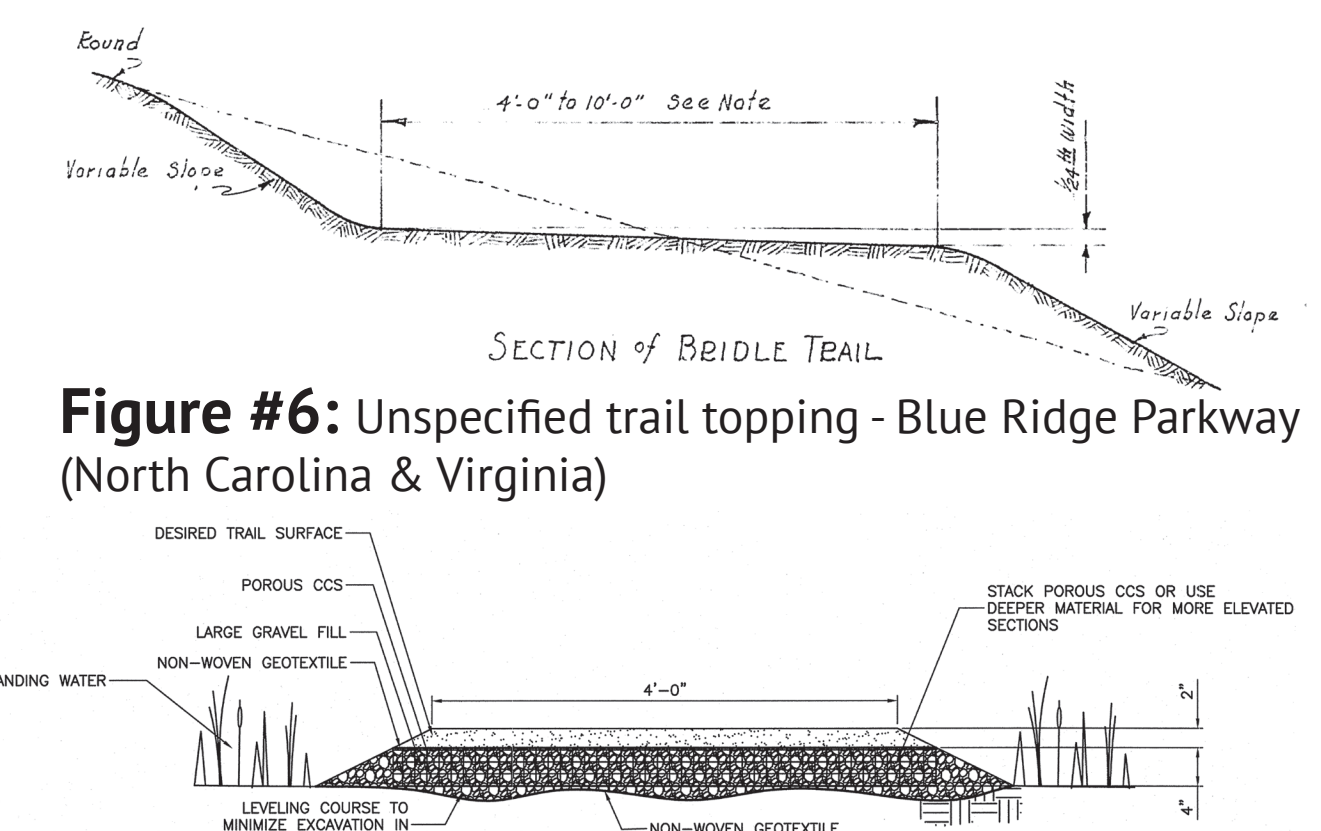 Round
4'-0" to 10'-0" See Note
1/24th Width
Variable Slope
Variable Slope
SECTION of BRIDLE TRAIL
Figure #6: Unspecified trail topping - Blue Ridge Parkway
(North Carolina & Virginia)
DESIRED TRAIL SURFACE
POROUS CCS
LARGE GRAVEL FILL
NON-WOVEN GEOTEXTILE
ANDING WATER
STACK POROUS CCS OR USE
DEEPER MATERIAL FOR MORE ELEVATED
SECTIONS
4'-0"
2"
4"
LEVELING COURSE TO
MINIMIZE EXCAVATION IN
NON-WOVEN GEOTEXTILE